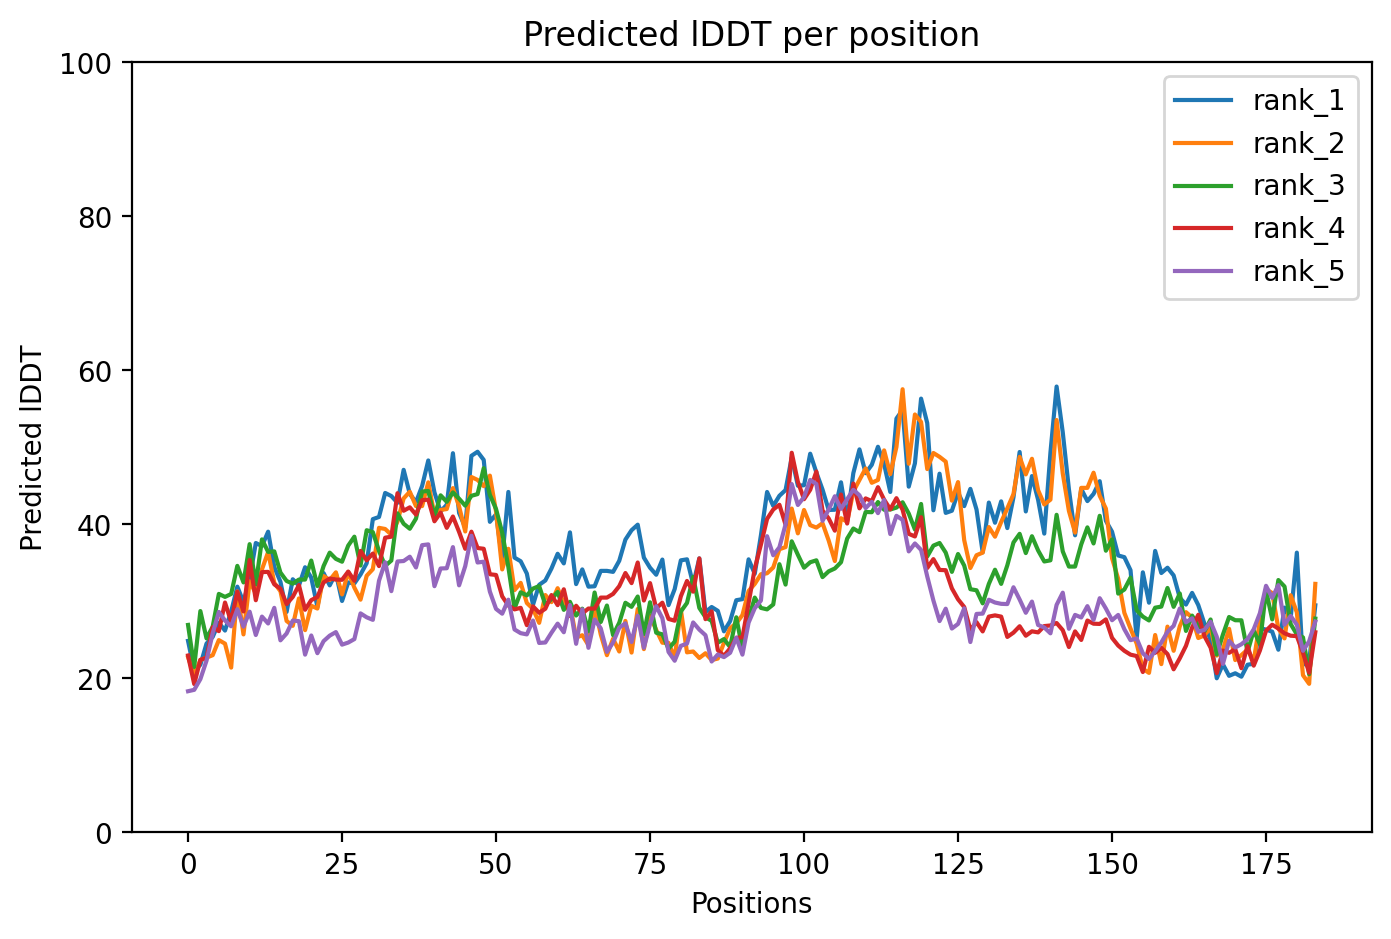 Predicted lDDT per position
100
80
60
40
20
0
Predicted lDDT
0 25 50 75 100 125 150 175
Positions
rank_1
rank_2
rank_3
rank_4
rank_5